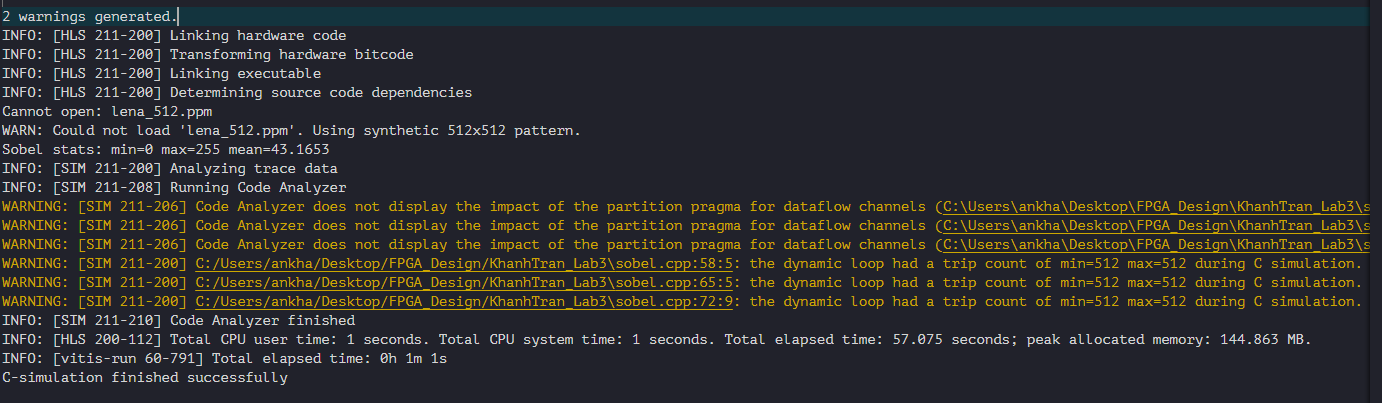 2 warnings generated.
INFO: [HLS 211-200] Linking hardware code
INFO: [HLS 211-200] Transforming hardware bitcode
INFO: [HLS 211-200] Linking executable
INFO: [HLS 211-200] Determining source code dependencies
Cannot open: lena_512.ppm
WARN: Could not load 'lena_512.ppm'. Using synthetic 512x512 pattern.
Sobel stats: min=0 max=255 mean=43.1653
INFO: [SIM 211-200] Analyzing trace data
INFO: [SIM 211-208] Running Code Analyzer
WARNING: [SIM 211-206] Code Analyzer does not display the impact of the partition pragma for dataflow channels (C:\Users\ankha\Desktop\FPGA_Design\KhanhTran_Lab3\s
WARNING: [SIM 211-206] Code Analyzer does not display the impact of the partition pragma for dataflow channels (C:\Users\ankha\Desktop\FPGA_Design\KhanhTran_Lab3\s
WARNING: [SIM 211-206] Code Analyzer does not display the impact of the partition pragma for dataflow channels (C:\Users\ankha\Desktop\FPGA_Design\KhanhTran_Lab3\s
WARNING: [SIM 211-200] C:/Users/ankha/Desktop/FPGA_Design/KhanhTran_Lab3\sobel.cpp:58:5: the dynamic loop had a trip count of min=512 max=512 during C simulation.
WARNING: [SIM 211-200] C:/Users/ankha/Desktop/FPGA_Design/KhanhTran_Lab3\sobel.cpp:65:5: the dynamic loop had a trip count of min=512 max=512 during C simulation.
WARNING: [SIM 211-200] C:/Users/ankha/Desktop/FPGA_Design/KhanhTran_Lab3\sobel.cpp:72:9: the dynamic loop had a trip count of min=512 max=512 during C simulation.
INFO: [SIM 211-210] Code Analyzer finished
INFO: [HLS 200-112] Total CPU user time: 1 seconds. Total CPU system time: 1 seconds. Total elapsed time: 57.075 seconds; peak allocated memory: 144.863 MB.
INFO: [vitis-run 60-791] Total elapsed time: 0h 1m 1s
C-simulation finished successfully